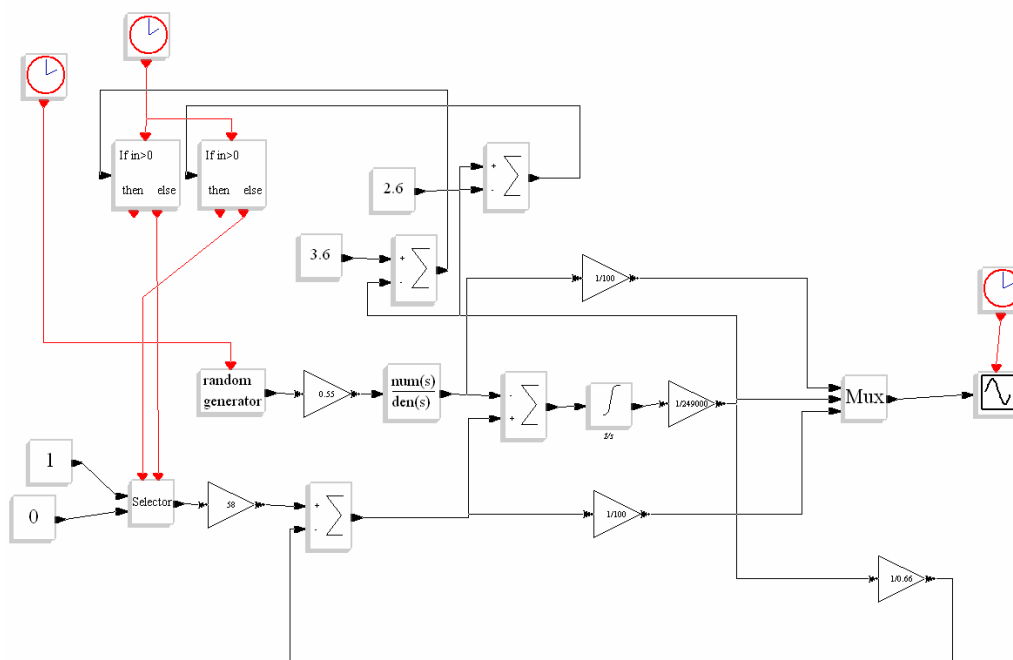 If in>0
then else
If in>0
then else
2.6
+
-
Σ
3.6
+
-
Σ
1/100
random
generator
0.55
num(s)
den(s)
-
+
Σ
∫
1/s
1/249000
Mux
1
0
Selector
58
+
-
Σ
1/100
1/0.66